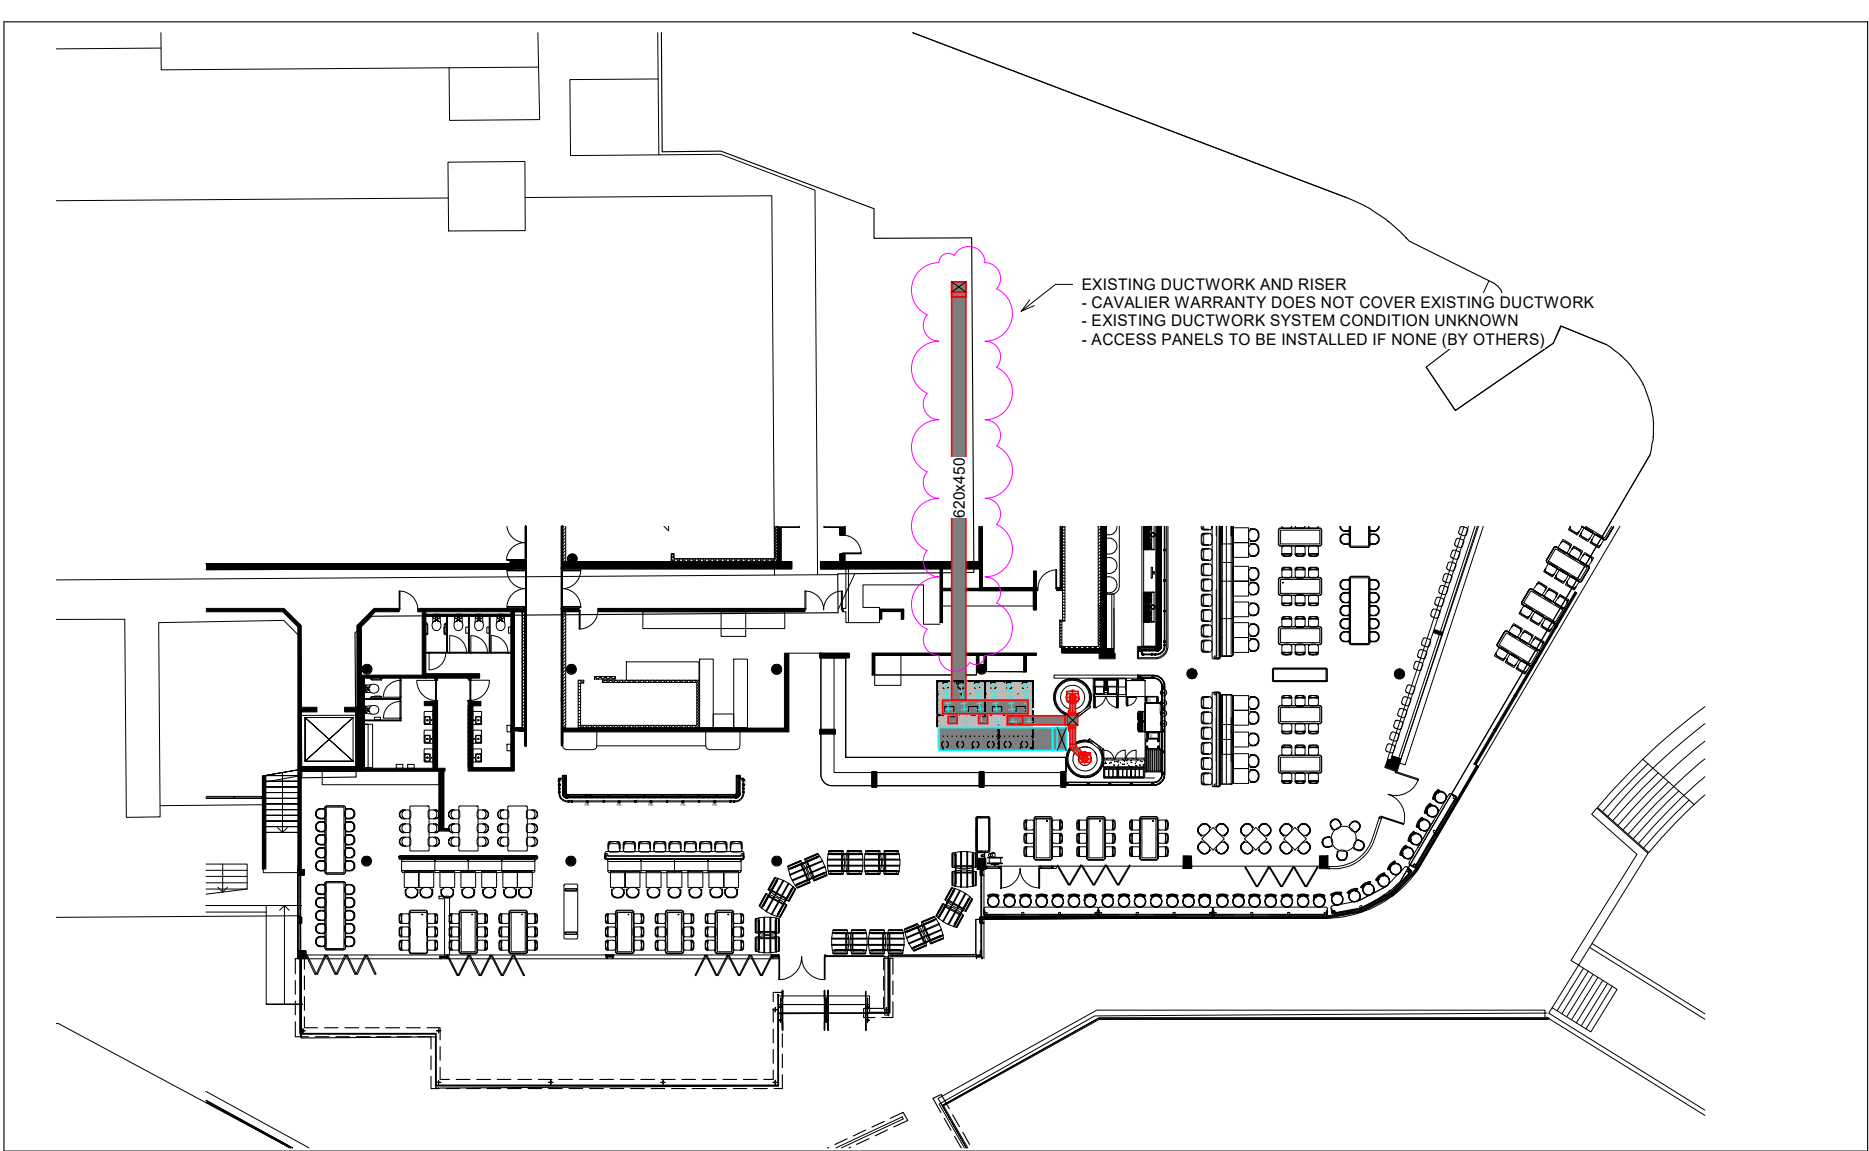 EXISTING DUCTWORK AND RISER
- CAVALIER WARRANTY DOES NOT COVER EXISTING DUCTWORK
- EXISTING DUCTWORK SYSTEM CONDITION UNKNOWN
- ACCESS PANELS TO BE INSTALLED IF NONE (BY OTHERS)
620x450